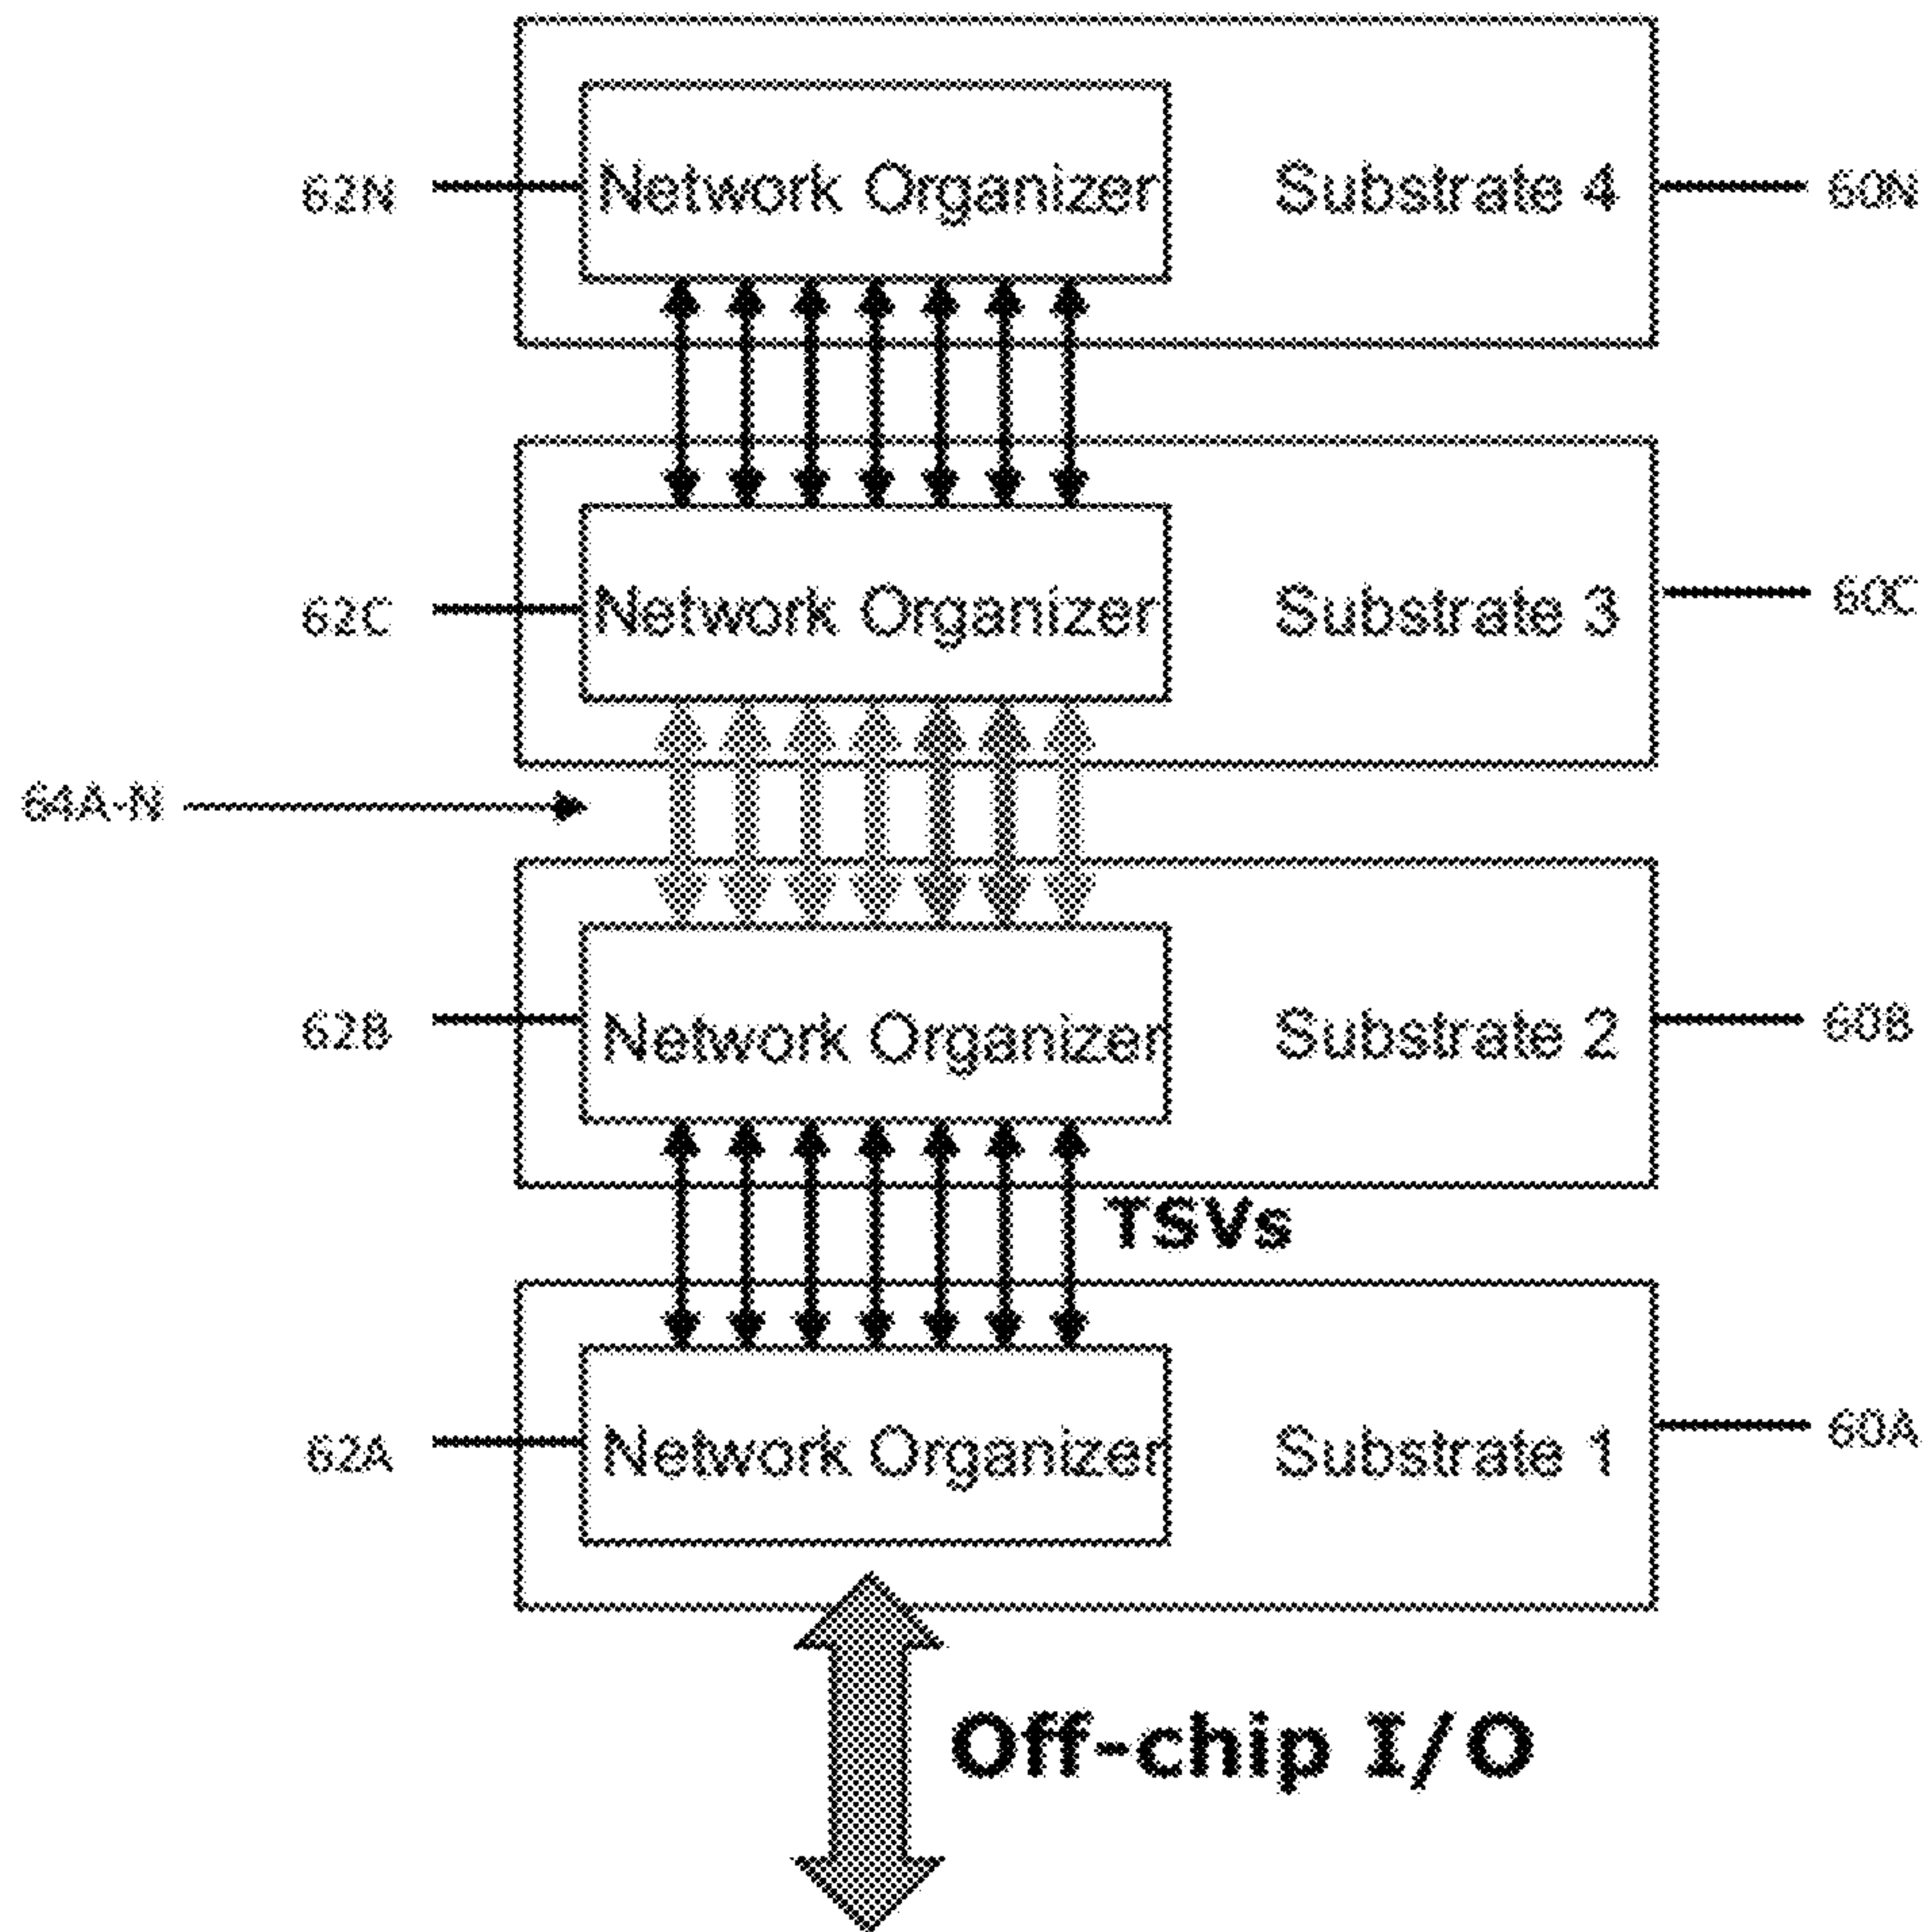 62N Network Organizer Substrate 4 60N
62C Network Organizer Substrate 3 60C
64A-N
62B Network Organizer Substrate 2 60B
TSVs
62A Network Organizer Substrate 1 60A
Off-chip I/O